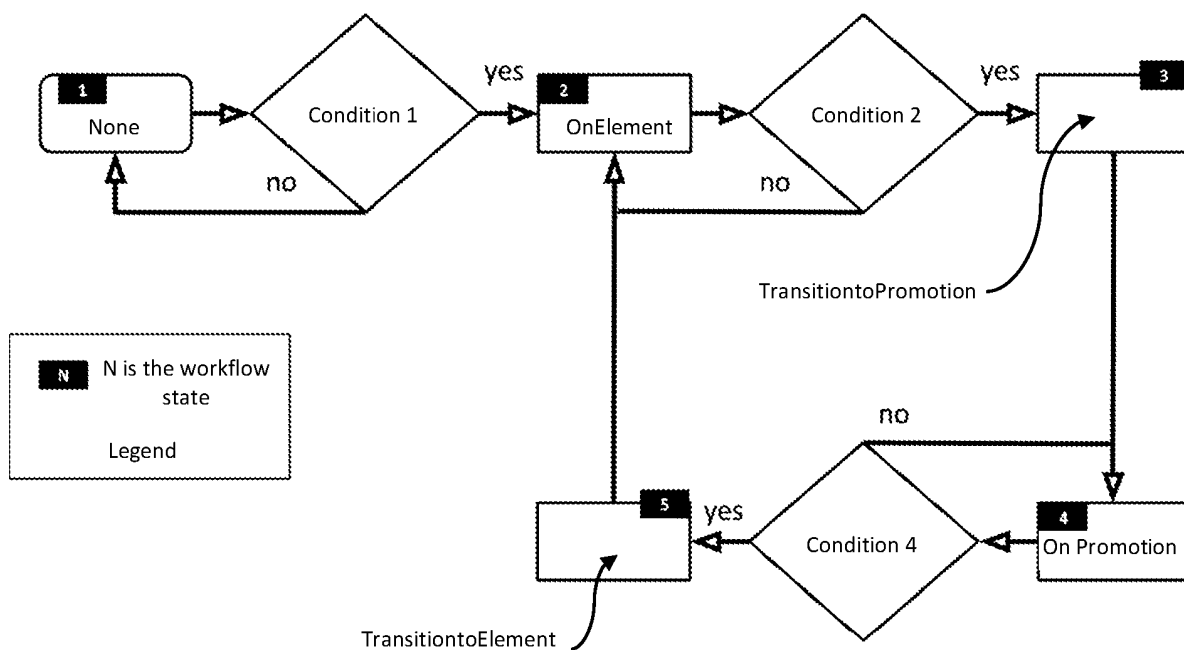 1
None
Condition 1
yes
no
2
OnElement
Condition 2
yes
no
3
TransitiontoPromotion
N
N is the workflow
state
Legend
no
5
yes
Condition 4
4
On Promotion
TransitiontoElement